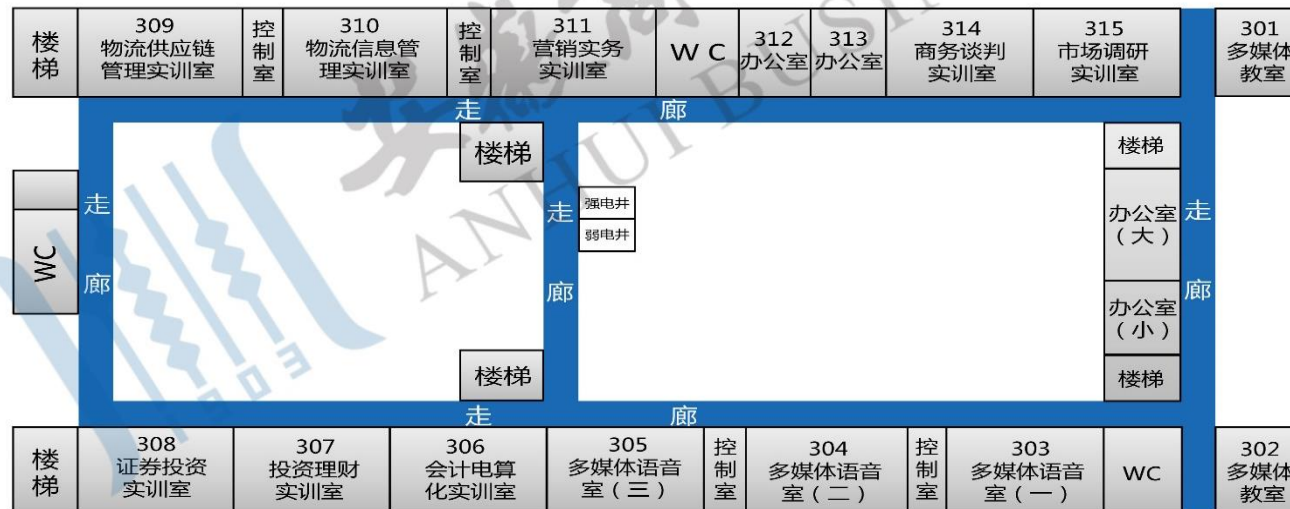 楼梯
309
物流供应链
管理实训室
控制室
310
物流信息管
理实训室
控制室
311
营销实务
实训室
W C
312
办公室
313
办公室
314
商务谈判
实训室
315
市场调研
实训室
301
多媒体
教室
走廊
楼梯
楼梯
走廊
WC
走廊
强电井
弱电井
办公室
（大）
走廊
办公室
（小）
楼梯
楼梯
走廊
楼梯
308
证券投资
实训室
307
投资理财
实训室
306
会计电算
化实训室
305
多媒体语音
室（三）
控制室
304
多媒体语音
室（二）
控制室
303
多媒体语音
室（一）
WC
302
多媒体
教室
ANHUI BUSH
1903